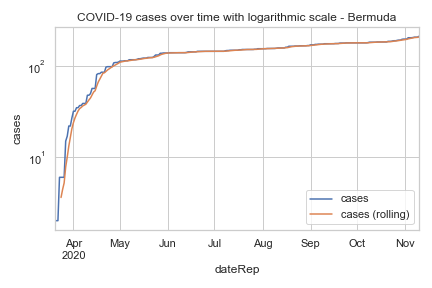 COVID-19 cases over time with logarithmic scale - Bermuda
cases
10²
10¹
cases
cases (rolling)
Apr May Jun Jul Aug Sep Oct Nov
2020
dateRep